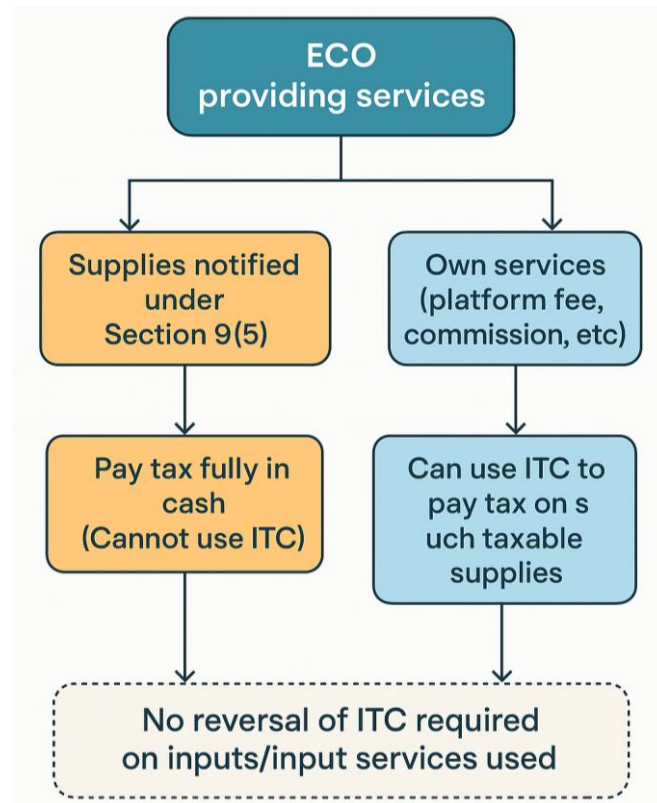 ECO
providing services
Supplies notified
under
Section 9(5)
Own services
(platform fee,
commission, etc)
Pay tax fully in
cash
(Cannot use ITC)
Can use ITC to
pay tax on s
uch taxable
supplies
No reversal of ITC required
on inputs/input services used